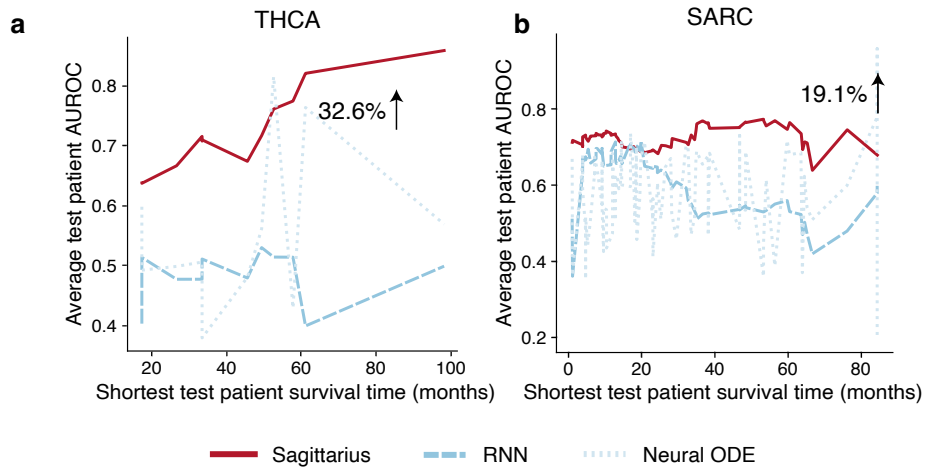 a
THCA
Average test patient AUROC
0.8
0.7
0.6
0.5
0.4
32.6%
20 40 60 80 100
Shortest test patient survival time (months)
b
SARC
Average test patient AUROC
0.8
0.6
0.4
0.2
19.1%
0 20 40 60 80
Shortest test patient survival time (months)
Sagittarius RNN Neural ODE